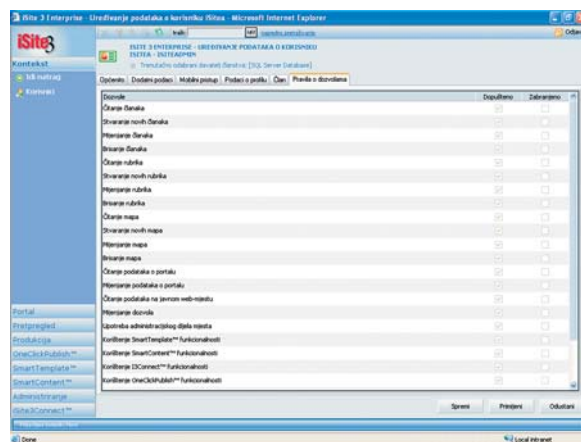 iSite 3 Enterprise - Uređivanje podataka o korisniku iSitea - Microsoft Internet Explorer
iSite3
traži:
napredno pretraživanje
Odjava
ISITE 3 ENTERPRISE - UREĐIVANJE PODATAKA O KORISNIKU
ISITEA - ISITEADMIN
Trenutačno odabrani davatelj članstva: [SQL Server Database]
Kontekst
Idi natrag
Korisnici
Općenito
Dodatni podaci
Mobilni pristup
Podaci o profilu
Član
Pravila o dozvolama
Dozvole Dopušteno Zabranjeno
Čitanje članaka
Stvaranje novih članaka
Mijenjanje članaka
Brisanje članaka
Čitanje rubrika
Stvaranje novih rubrika
Mijenjanje rubrika
Brisanje rubrika
Čitanje mapa
Stvaranje novih mapa
Mijenjanje mapa
Brisanje mapa
Čitanje podataka o portalu
Mijenjanje podataka o portalu
Čitanje podataka na javnom web-mjestu
Mijenjanje dozvola
Upotreba administracijskog dijela mjesta
Korištenje SmartTemplate™ funkcionalnosti
Korištenje SmartContent™ funkcionalnosti
Korištenje I3Connect™ funkcionalnosti
Korištenje OneClickPublish™ funkcionalnosti
Portal
Pretpregled
Produkcija
OneClickPublish™
SmartTemplate™
SmartContent™
Administriranje
iSite3Connect™
Spremi
Primijeni
Odustani
Done
Local intranet